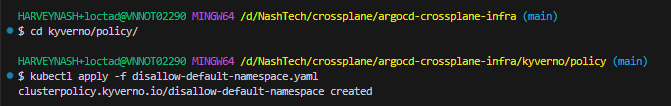 HARVEYNASH+loctad@VNNOT02290 MINGW64 /d/NashTech/crossplane/argocd-crossplane-infra (main)
$ cd kyverno/policy/
HARVEYNASH+loctad@VNNOT02290 MINGW64 /d/NashTech/crossplane/argocd-crossplane-infra/kyverno/policy (main)
$ kubectl apply -f disallow-default-namespace.yaml
clusterpolicy.kyverno.io/disallow-default-namespace created